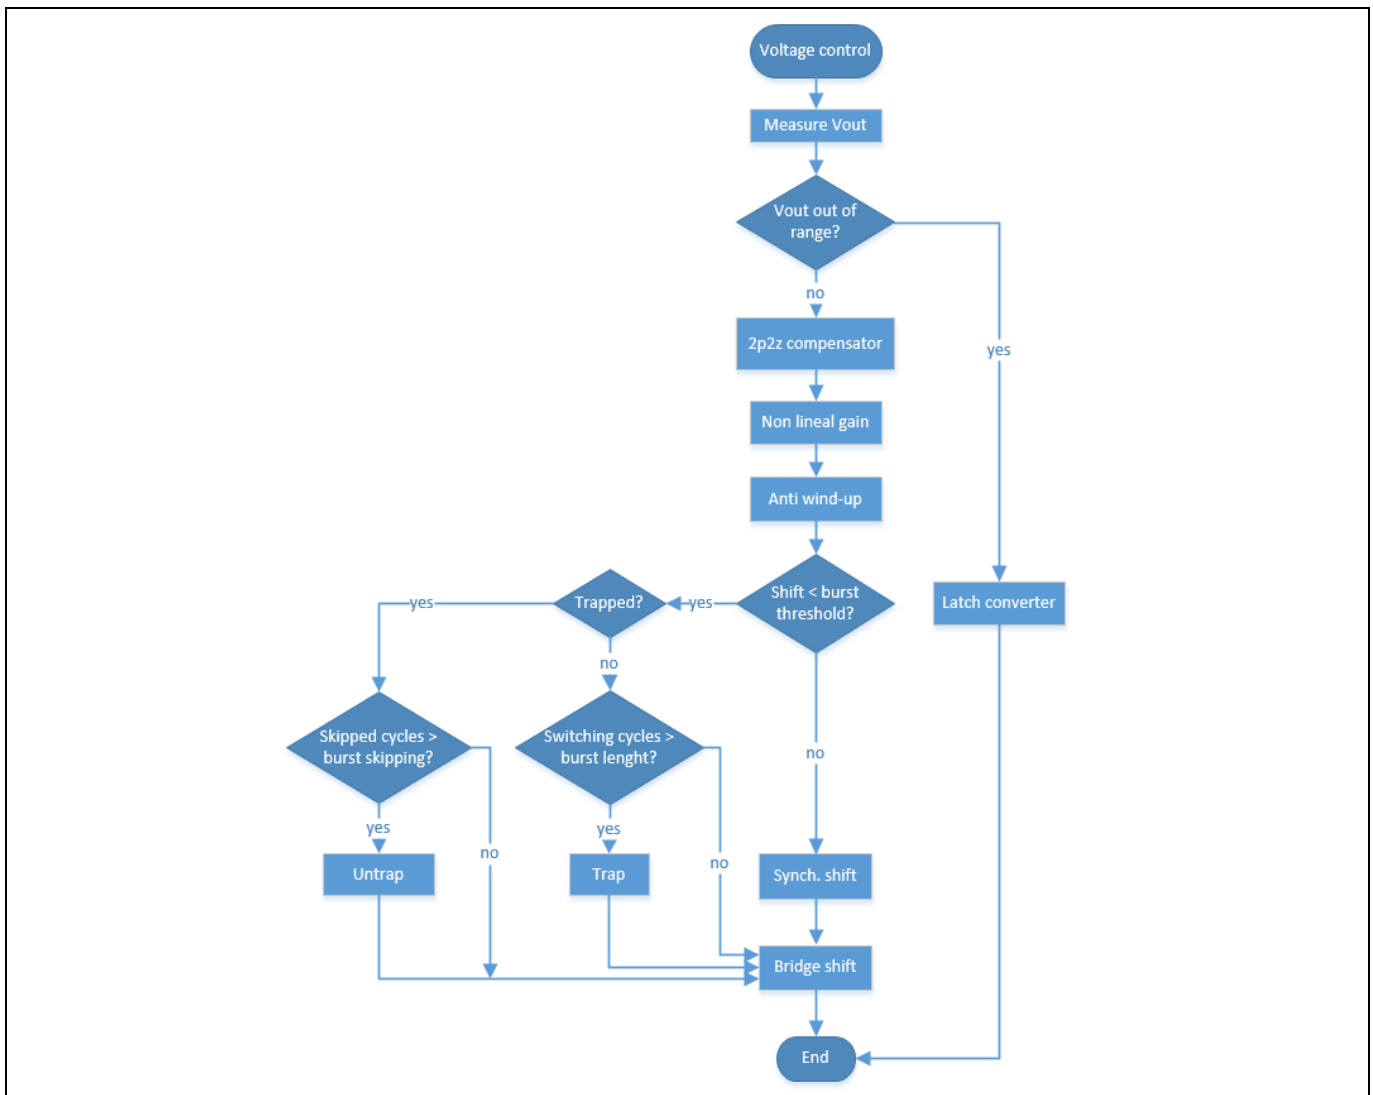 Voltage control
Measure Vout
Vout out of
range?
no
yes
2p2z compensator
Non lineal gain
Anti wind-up
Shift < burst
threshold?
yes
Trapped?
yes
Latch converter
no
Skipped cycles >
burst skipping?
Switching cycles >
burst lenght?
no
yes
no
yes
no
Untrap
Trap
Synch. shift
Bridge shift
End